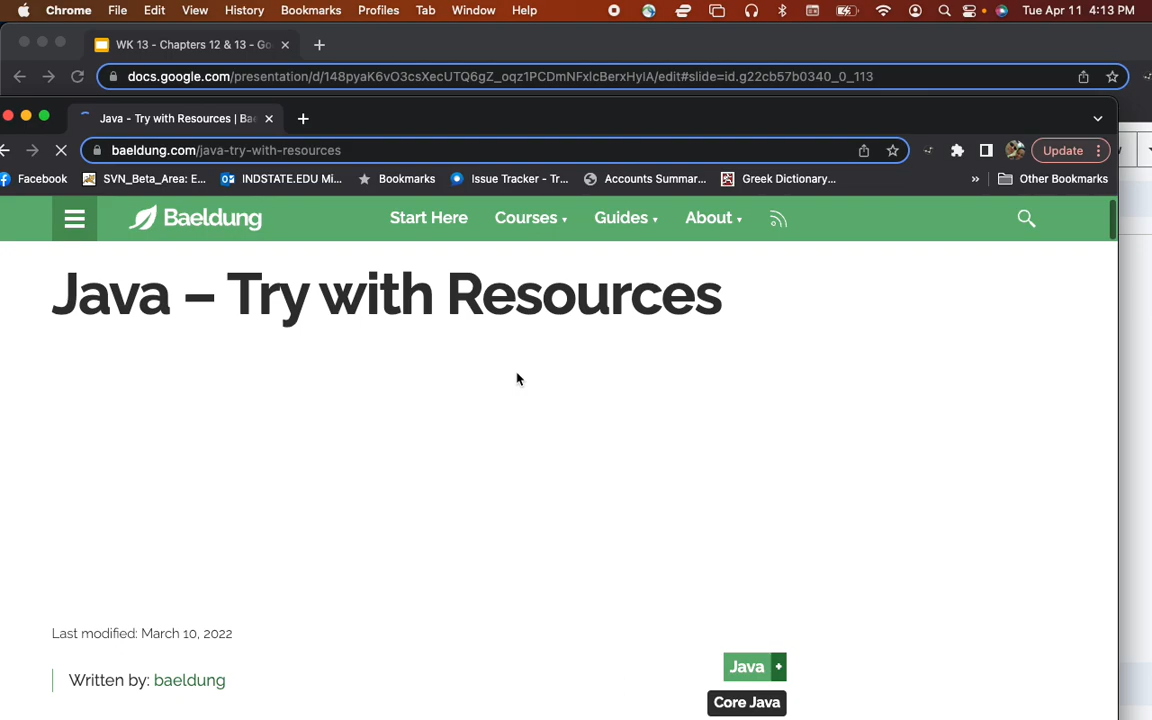 Chrome File Edit View History Bookmarks Profiles Tab Window Help Tue Apr 11 4:13 PM
WK 13 - Chapters 12 & 13 - Go
docs.google.com/presentation/d/148pyaK6vO3csXecUTQ6gZ_oqz1PCDmNFxlcBerxHyIA/edit#slide=id.g22cb57b0340_0_113
Java - Try with Resources | Bae
baeldung.com/java-try-with-resources Update
Facebook SVN_Beta_Area: E... INDSTATE.EDU Mi... Bookmarks Issue Tracker - Tr... Accounts Summar... Greek Dictionary... » Other Bookmarks
Baeldung Start Here Courses Guides About
Java – Try with Resources
Last modified: March 10, 2022
Java +
Written by: baeldung
Core Java